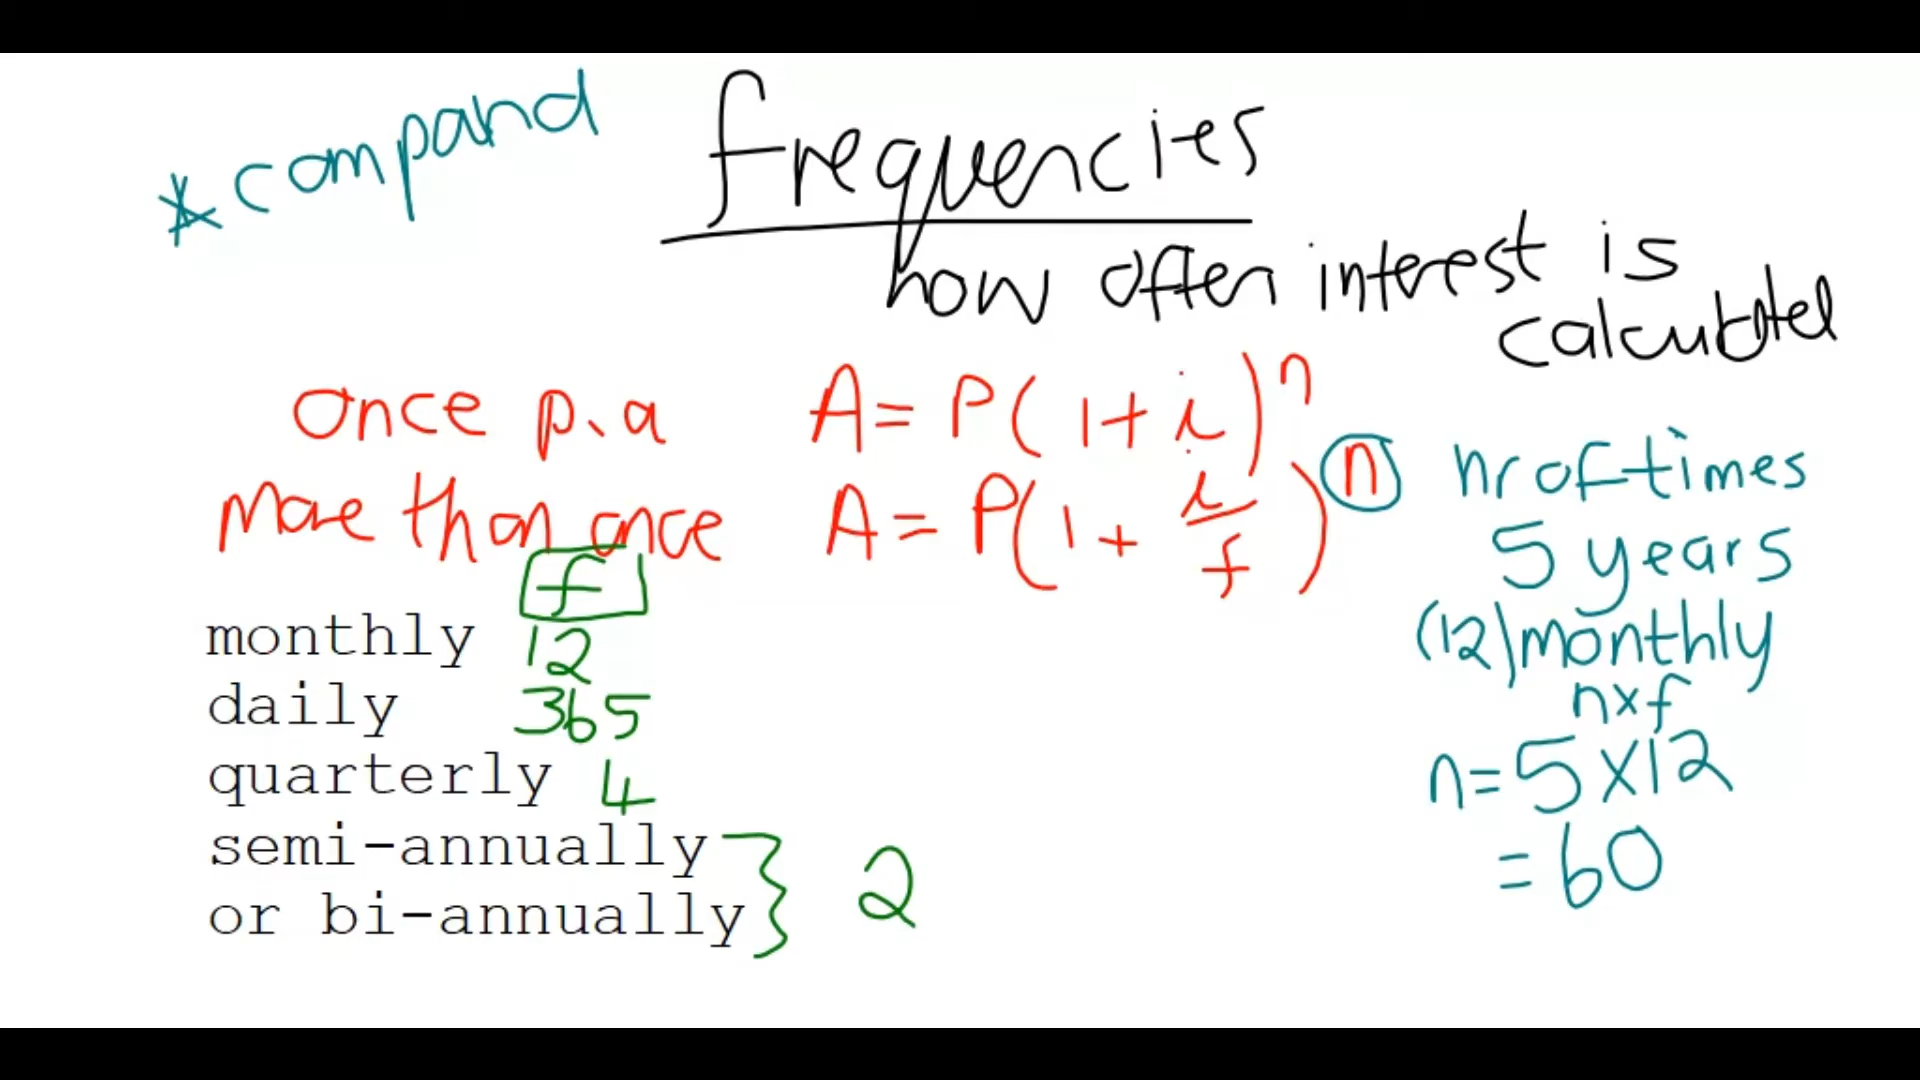 *compound
frequencies
how often interest is
calculated
once p.a A=P(1+i)^n
More than once A=P(1+i/f)^n
nr of times
5 years
(12)monthly
n×f
n=5×12
=60
f
monthly 12
daily 365
quarterly 4
semi-annually
or bi-annually } 2